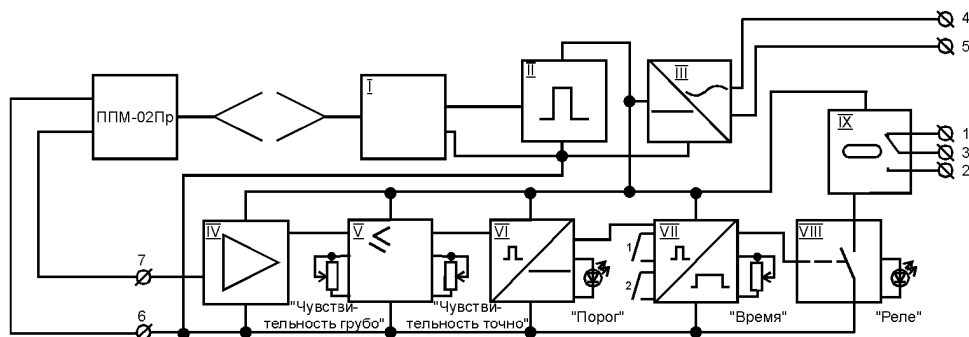 4
5
I
II
III
ППМ-02Пр
IX
1
3
2
IV
V
≤
VI
VII
VIII
1
2
7
6
"Чувстви-
тельность грубо"
"Чувстви-
тельность точно"
"Порог"
"Время"
"Реле"